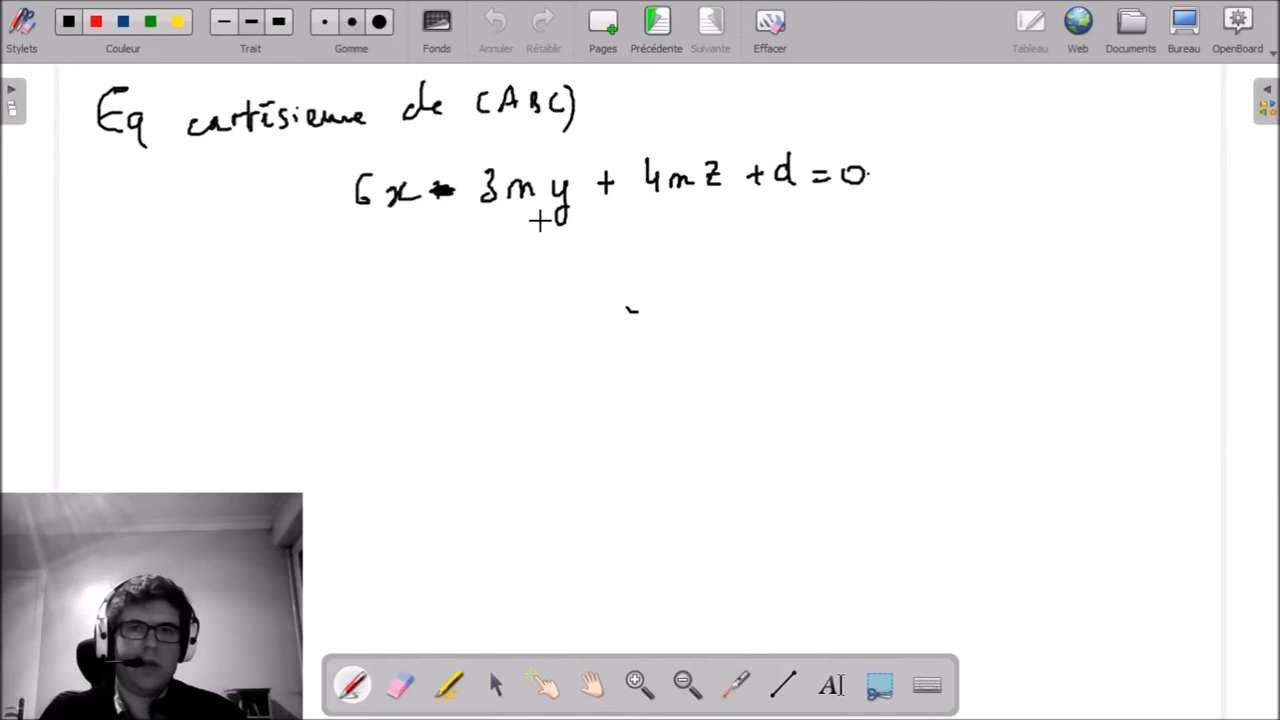 Stylets Couleur Trait Gomme Fonds Annuler Rétablir Pages Précédente Suivante Effacer Tableau Web Documents Bureau OpenBoard
Eq cartésienne de (ABC)
6x - 3my + 4mz + d = 0
AI